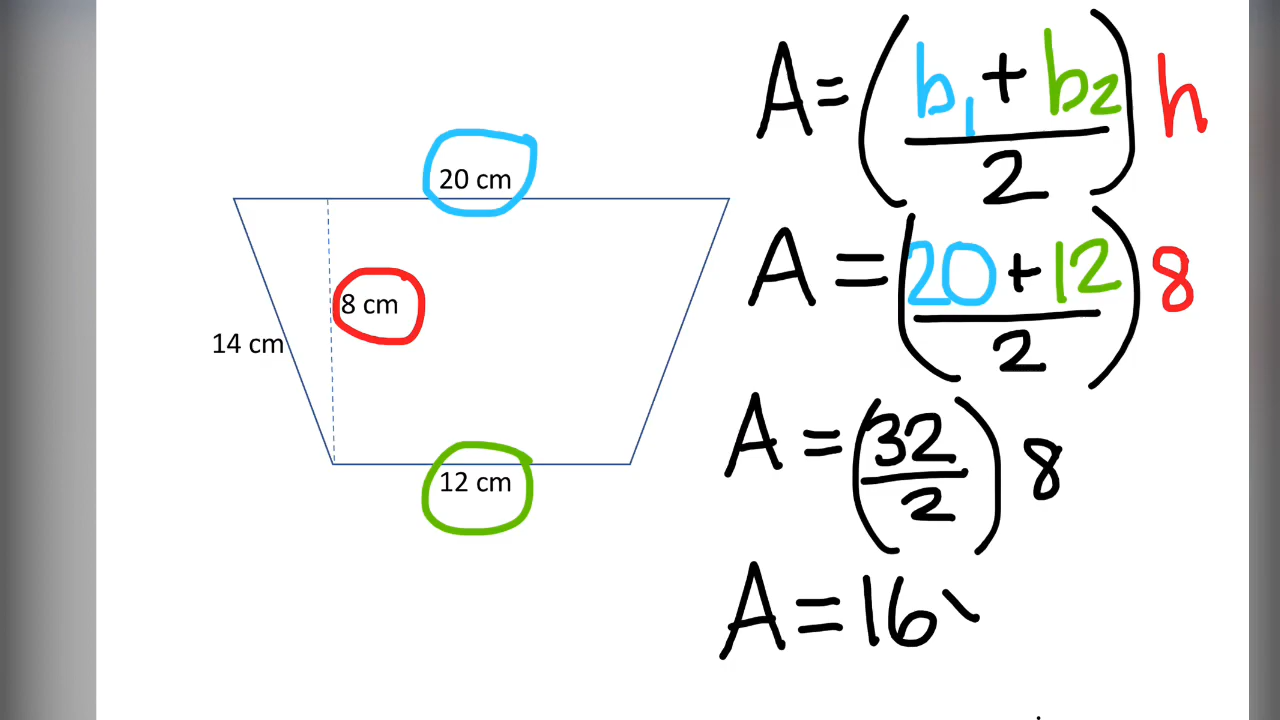 20 cm
8 cm
14 cm
12 cm
A = (b₁ + b₂ / 2) h
A = (20 + 12 / 2) 8
A = (32 / 2) 8
A = 16